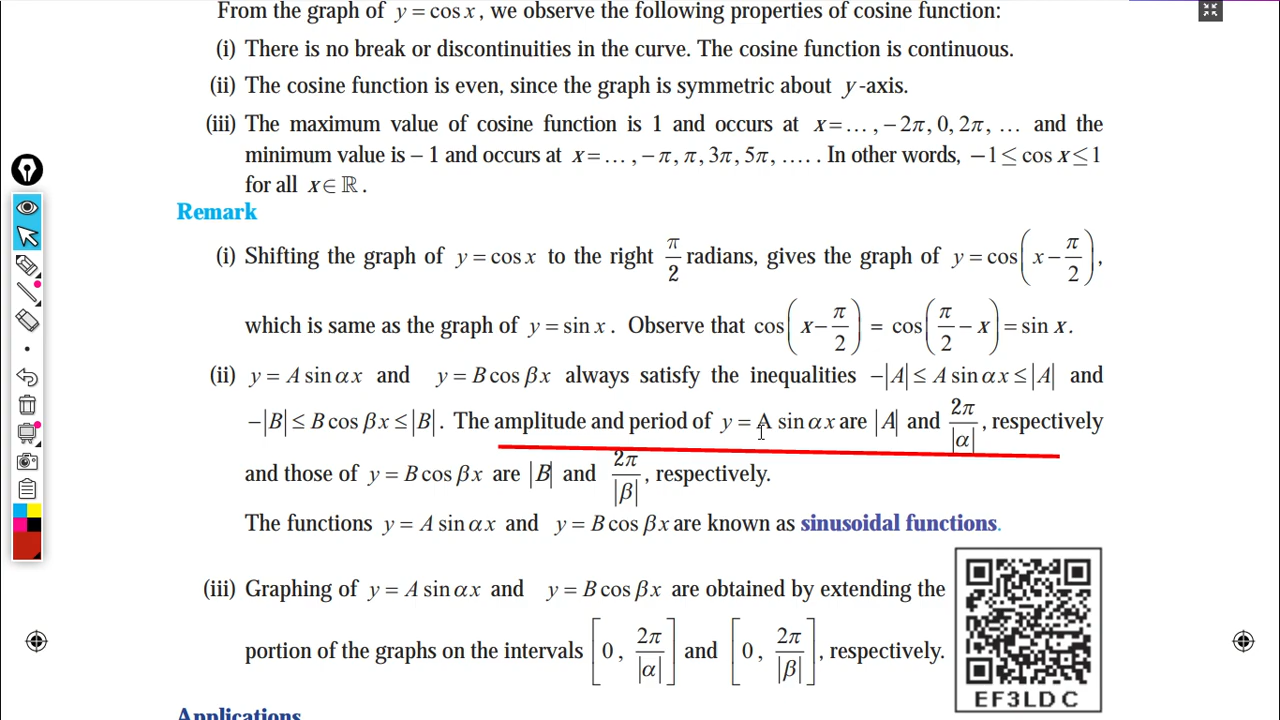 From the graph of y = cos x, we observe the following properties of cosine function:
(i) There is no break or discontinuities in the curve. The cosine function is continuous.
(ii) The cosine function is even, since the graph is symmetric about y-axis.
(iii) The maximum value of cosine function is 1 and occurs at x = ..., −2π, 0, 2π, ... and the
minimum value is −1 and occurs at x = ..., −π, π, 3π, 5π, .... . In other words, −1 ≤ cos x ≤ 1
for all x ∈ ℝ.
Remark
(i) Shifting the graph of y = cos x to the right π/2 radians, gives the graph of y = cos(x − π/2),
which is same as the graph of y = sin x. Observe that cos(x − π/2) = cos(π/2 − x) = sin x.
(ii) y = A sin αx and y = B cos βx always satisfy the inequalities −|A| ≤ A sin αx ≤ |A| and
−|B| ≤ B cos βx ≤ |B|. The amplitude and period of y = A sin αx are |A| and 2π/|α|, respectively
and those of y = B cos βx are |B| and 2π/|β|, respectively.
The functions y = A sin αx and y = B cos βx are known as sinusoidal functions.
(iii) Graphing of y = A sin αx and y = B cos βx are obtained by extending the
portion of the graphs on the intervals [0, 2π/|α|] and [0, 2π/|β|], respectively.
EF3LDC
Applications